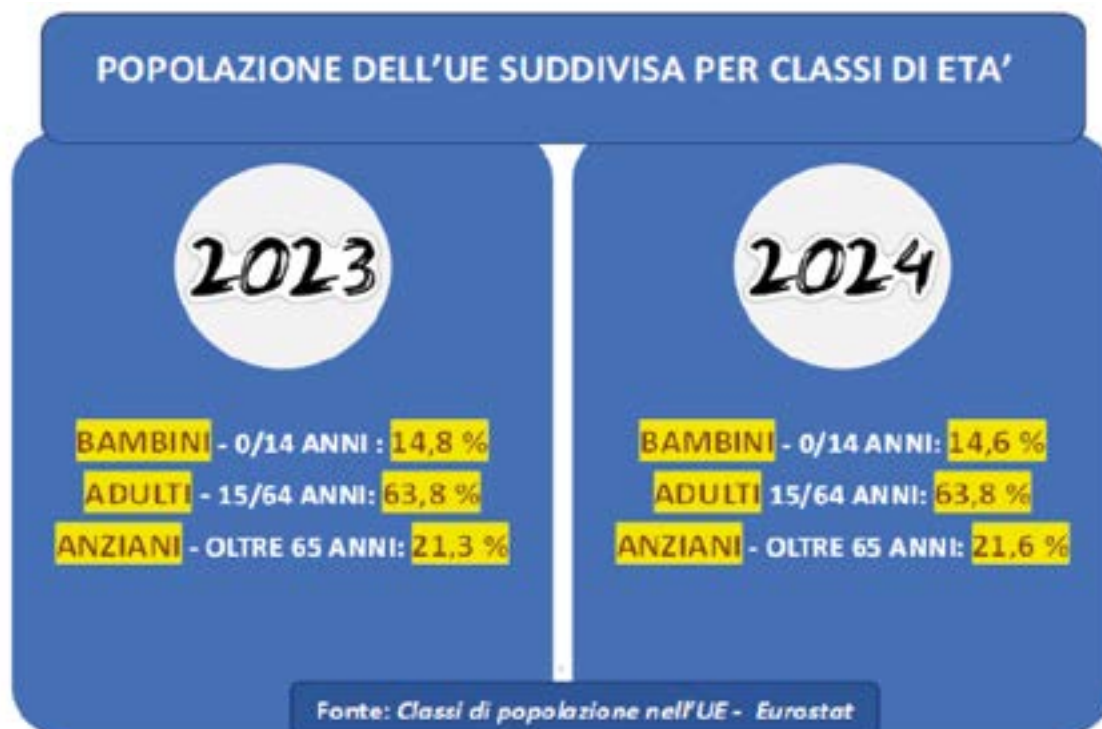 POPOLAZIONE DELL'UE SUDDIVISA PER CLASSI DI ETA'
2023
BAMBINI - 0/14 ANNI : 14,8 %
ADULTI - 15/64 ANNI: 63,8 %
ANZIANI - OLTRE 65 ANNI: 21,3 %
2024
BAMBINI - 0/14 ANNI: 14,6 %
ADULTI 15/64 ANNI: 63,8 %
ANZIANI - OLTRE 65 ANNI: 21,6 %
Fonte: Classi di popolazione nell'UE - Eurostat